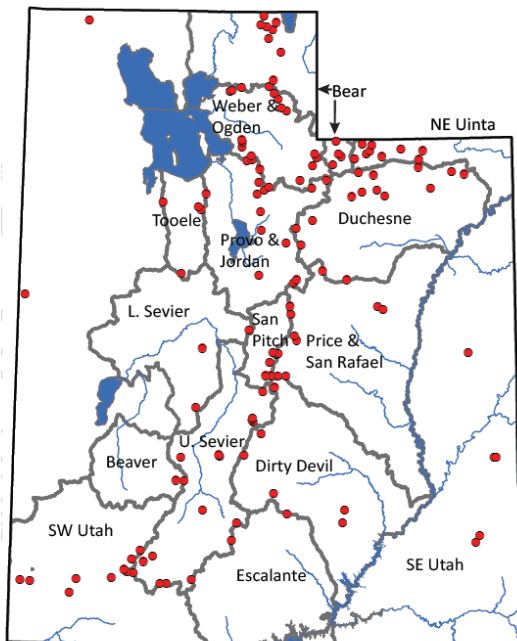 Bear
Weber &
Ogden
NE Uinta
Tooele
Duchesne
Provo &
Jordan
L. Sevier
San
Pitch
Price &
San Rafael
U. Sevier
Beaver
Dirty Devil
SW Utah
SE Utah
Escalante